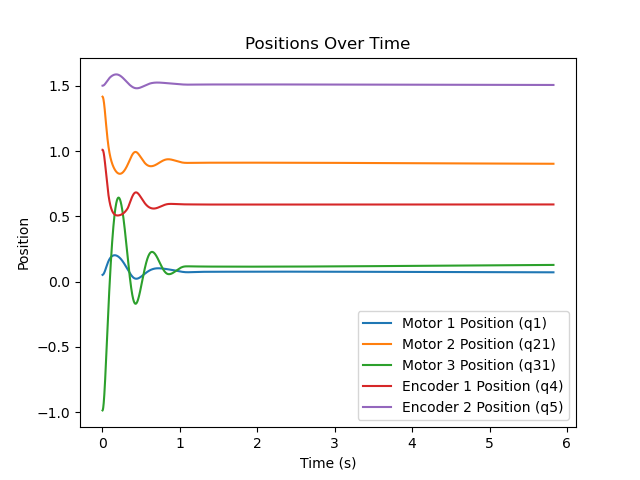 Positions Over Time
Position
1.5
1.0
0.5
0.0
−0.5
−1.0
Motor 1 Position (q1)
Motor 2 Position (q21)
Motor 3 Position (q31)
Encoder 1 Position (q4)
Encoder 2 Position (q5)
0 1 2 3 4 5 6
Time (s)